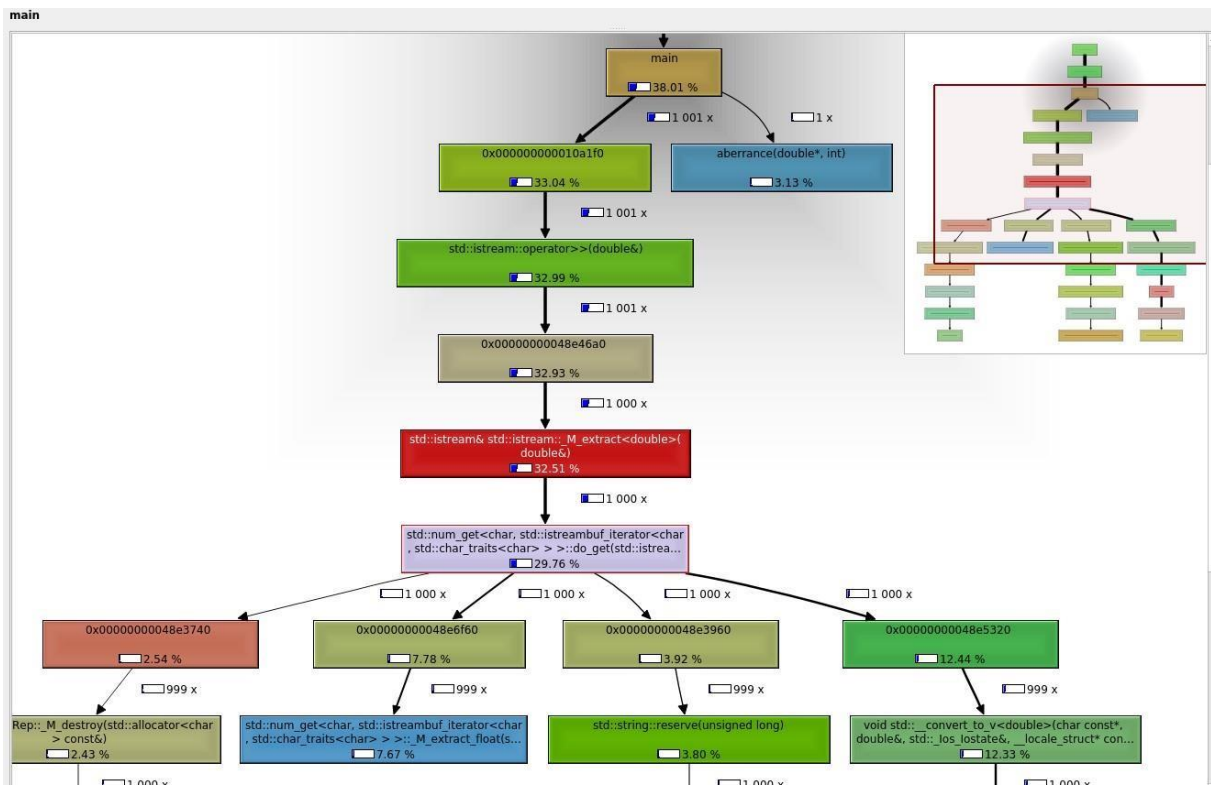 main
main
38.01 %
1 001 x
1 x
0x000000000010a1f0
33.04 %
aberrance(double*, int)
3.13 %
1 001 x
std::istream::operator>>(double&)
32.99 %
1 001 x
0x00000000048e46a0
32.93 %
1 000 x
std::istream& std::istream::_M_extract<double>(
double&)
32.51 %
1 000 x
std::num_get<char, std::istreambuf_iterator<char
, std::char_traits<char> > >::do_get(std::istrea...
29.76 %
1 000 x
1 000 x
1 000 x
1 000 x
0x00000000048e3740
2.54 %
0x00000000048e6f60
7.78 %
0x00000000048e3960
3.92 %
0x00000000048e5320
12.44 %
999 x
999 x
999 x
999 x
Rep::_M_destroy(std::allocator<char
> const&)
2.43 %
std::num_get<char, std::istreambuf_iterator<char
, std::char_traits<char> > >::_M_extract_float(s...
7.67 %
std::string::reserve(unsigned long)
3.80 %
void std::__convert_to_v<double>(char const*,
double&, std::_Ios_Iostate&, __locale_struct* con...
12.33 %
1 000 x
1 000 x
1 000 x